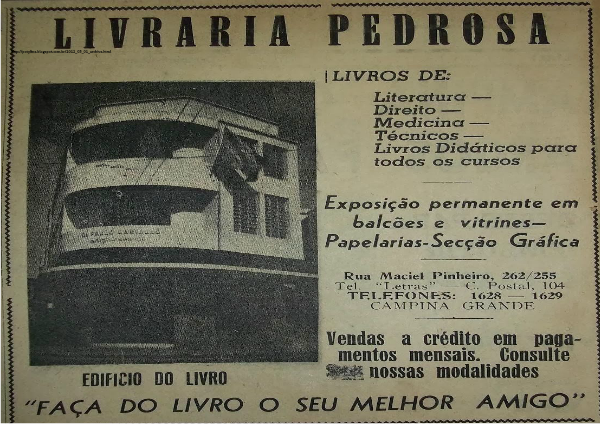 LIVRARIA PEDROSA
LIVROS DE:
Literatura —
Direito —
Medicina —
Técnicos —
Livros Didáticos para
todos os cursos
Exposição permanente em
balcões e vitrines—
Papelarias-Secção Gráfica
Rua Maciel Pinheiro, 262/255
Tel. "Letras" — C. Postal, 104
TELEFONES: 1628 — 1629
CAMPINA GRANDE
Vendas a crédito em paga-
mentos mensais. Consulte
nossas modalidades
EDIFICIO DO LIVRO
"FAÇA DO LIVRO O SEU MELHOR AMIGO"